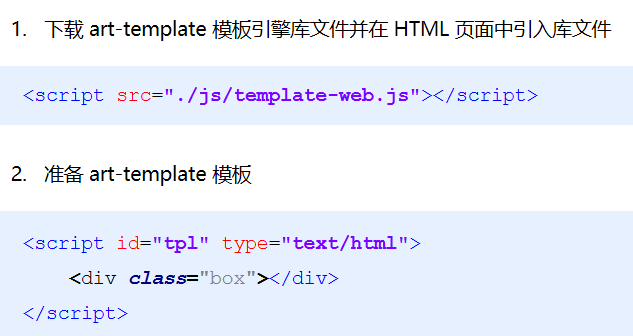 1. 下载 art-template 模板引擎库文件并在 HTML 页面中引入库文件
<script src="./js/template-web.js"></script>
2. 准备 art-template 模板
<script id="tpl" type="text/html">
    <div class="box"></div>
</script>